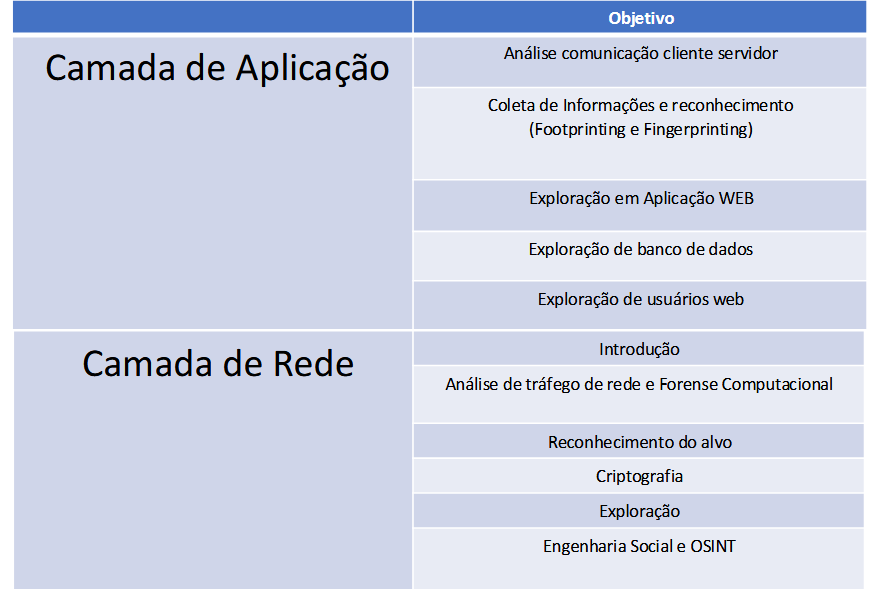 Objetivo
Camada de Aplicação
Análise comunicação cliente servidor
Coleta de Informações e reconhecimento
(Footprinting e Fingerprinting)
Exploração em Aplicação WEB
Exploração de banco de dados
Exploração de usuários web
Camada de Rede
Introdução
Análise de tráfego de rede e Forense Computacional
Reconhecimento do alvo
Criptografia
Exploração
Engenharia Social e OSINT